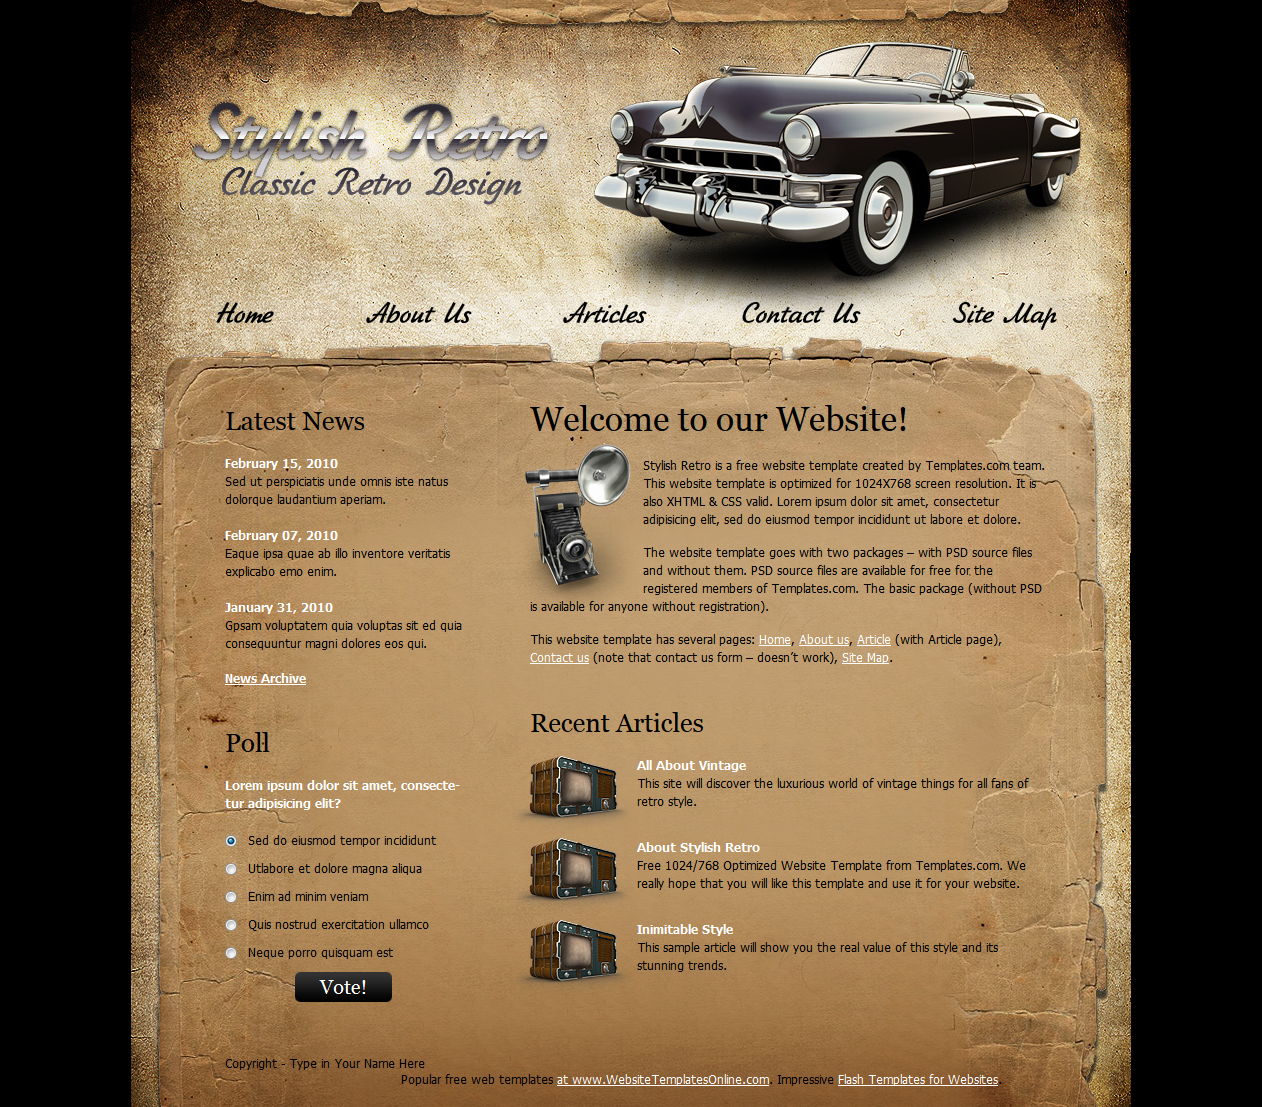 Stylish Retro
Classic Retro Design
Home
About Us
Articles
Contact Us
Site Map
Latest News
February 15, 2010
Sed ut perspiciatis unde omnis iste natus
dolorque laudantium aperiam.
February 07, 2010
Eaque ipsa quae ab illo inventore veritatis
explicabo emo enim.
January 31, 2010
Gpsam voluptatem quia voluptas sit ed quia
consequuntur magni dolores eos qui.
News Archive
Poll
Lorem ipsum dolor sit amet, consecte-
tur adipisicing elit?
Sed do eiusmod tempor incididunt
Utlabore et dolore magna aliqua
Enim ad minim veniam
Quis nostrud exercitation ullamco
Neque porro quisquam est
Vote!
Welcome to our Website!
Stylish Retro is a free website template created by Templates.com team.
This website template is optimized for 1024X768 screen resolution. It is
also XHTML & CSS valid. Lorem ipsum dolor sit amet, consectetur
adipisicing elit, sed do eiusmod tempor incididunt ut labore et dolore.
The website template goes with two packages – with PSD source files
and without them. PSD source files are available for free for the
registered members of Templates.com. The basic package (without PSD
is available for anyone without registration).
This website template has several pages: Home, About us, Article (with Article page),
Contact us (note that contact us form – doesn’t work), Site Map.
Recent Articles
All About Vintage
This site will discover the luxurious world of vintage things for all fans of
retro style.
About Stylish Retro
Free 1024/768 Optimized Website Template from Templates.com. We
really hope that you will like this template and use it for your website.
Inimitable Style
This sample article will show you the real value of this style and its
stunning trends.
Copyright - Type in Your Name Here
Popular free web templates at www.WebsiteTemplatesOnline.com. Impressive Flash Templates for Websites.